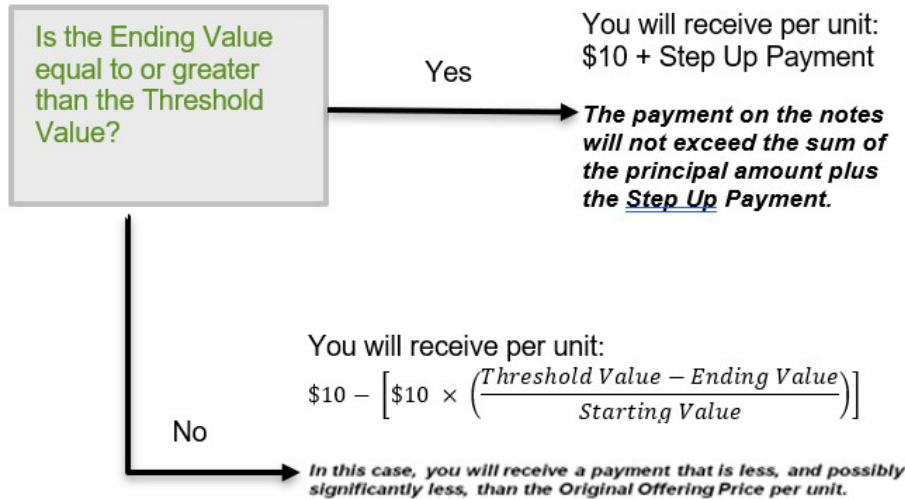 Is the Ending Value
equal to or greater
than the Threshold
Value?
Yes
You will receive per unit:
$10 + Step Up Payment
The payment on the notes
will not exceed the sum of
the principal amount plus
the Step Up Payment.
No
You will receive per unit:
$10 − [$10 × (Threshold Value − Ending Value / Starting Value)]
In this case, you will receive a payment that is less, and possibly
significantly less, than the Original Offering Price per unit.